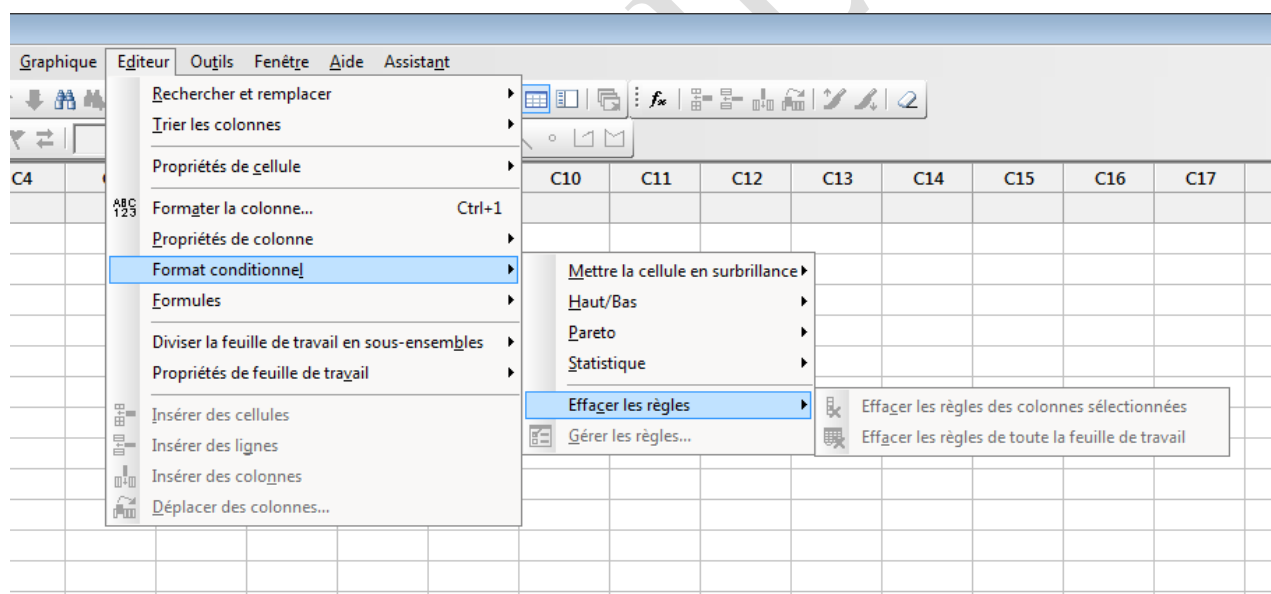 Graphique Editeur Outils Fenêtre Aide Assistant
Rechercher et remplacer
Trier les colonnes
Propriétés de cellule
C4 C10 C11 C12 C13 C14 C15 C16 C17
ABC
123
Formater la colonne... Ctrl+1
Propriétés de colonne
Format conditionnel
Mettre la cellule en surbrillance
Formules
Haut/Bas
Pareto
Diviser la feuille de travail en sous-ensembles
Statistique
Propriétés de feuille de travail
Effacer les règles
Effacer les règles des colonnes sélectionnées
Insérer des cellules
Gérer les règles...
Effacer les règles de toute la feuille de travail
Insérer des lignes
Insérer des colonnes
Déplacer des colonnes...